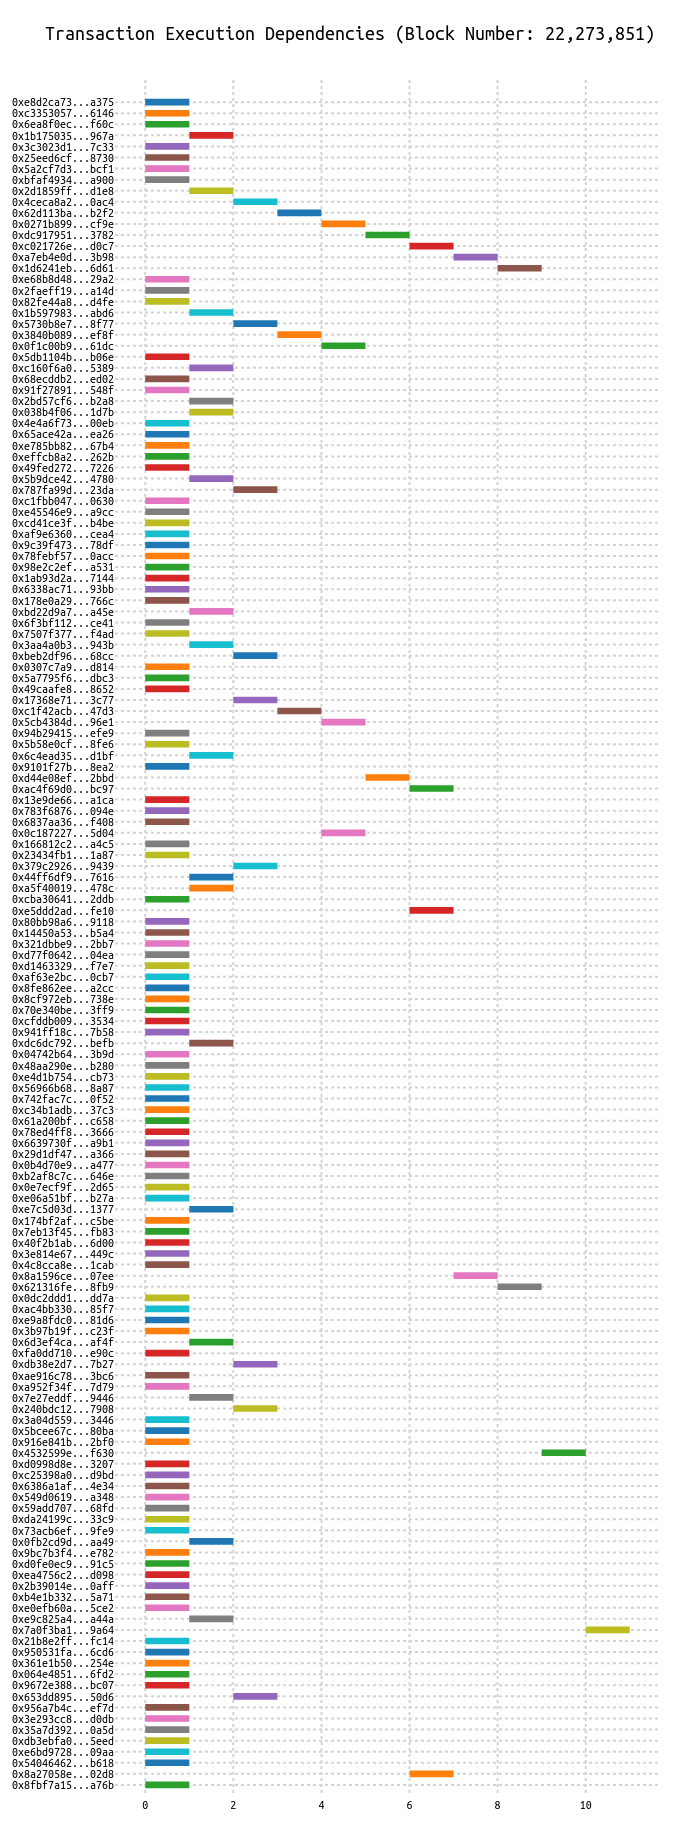 Transaction Execution Dependencies (Block Number: 22,273,851)
0xe8d2ca73...a375
0xc3353057...6146
0x6ea8f0ec...f60c
0x1b175035...967a
0x3c3023d1...7c33
0x25eed6cf...8730
0x5a2cf7d3...bcf1
0xbfaf4934...a900
0x2d1859ff...d1e8
0x4ceca8a2...0ac4
0x62d113ba...b2f2
0x0271b899...cf9e
0xdc917951...3782
0xc021726e...d0c7
0xa7eb4e0d...3b98
0x1d6241eb...6d61
0xe68b8d48...29a2
0x2faeff19...a14d
0x82fe44a8...d4fe
0x1b597983...abd6
0x5730b8e7...8f77
0x3840b089...ef8f
0x0f1c00b9...61dc
0x5db1104b...b06e
0xc160f6a0...5389
0x68ecddb2...ed02
0x91f27891...548f
0x2bd57cf6...b2a8
0x038b4f06...1d7b
0x4e4a6f73...00eb
0x65ace42a...ea26
0xe785bb82...67b4
0xeffcb8a2...262b
0x49fed272...7226
0x5b9dce42...4780
0x787fa99d...23da
0xc1fbb047...0630
0xe45546e9...a9cc
0xcd41ce3f...b4be
0xaf9e6360...cea4
0x9c39f473...78df
0x78febf57...0acc
0x98e2c2ef...a531
0x1ab93d2a...7144
0x6338ac71...93bb
0x178e0a29...766c
0xbd22d9a7...a45e
0x6f3bf112...ce41
0x7507f377...f4ad
0x3aa4a0b3...943b
0xbeb2df96...68cc
0x0307c7a9...d814
0x5a7795f6...dbc3
0x49caafe8...8652
0x17368e71...3c77
0xc1f42acb...47d3
0x5cb4384d...96e1
0x94b29415...efe9
0x5b58e0cf...8fe6
0x6c4ead35...d1bf
0x9101f27b...8ea2
0xd44e08ef...2bbd
0xac4f69d0...bc97
0x13e9de66...a1ca
0x783f6876...094e
0x6837aa36...f408
0x0c187227...5d04
0x166812c2...a4c5
0x23434fb1...1a87
0x379c2926...9439
0x44ff6df9...7616
0xa5f40019...478c
0xcba30641...2ddb
0xe5ddd2ad...fe10
0x80bb98a6...9118
0x14450a53...b5a4
0x321dbbe9...2bb7
0xd77f0642...04ea
0xd1463329...f7e7
0xaf63e2bc...0cb7
0x8fe862ee...a2cc
0x8cf972eb...738e
0x70e340be...3ff9
0xcfddb009...3534
0x941ff18c...7b58
0xdc6dc792...befb
0x04742b64...3b9d
0x48aa290e...b280
0xe4d1b754...cb73
0x56966b68...8a87
0x742fac7c...0f52
0xc34b1adb...37c3
0x61a200bf...c658
0x78ed4ff8...3666
0x6639730f...a9b1
0x29d1df47...a366
0x0b4d70e9...a477
0xb2af8c7c...646e
0x0e7ecf9f...2d65
0xe06a51bf...b27a
0xe7c5d03d...1377
0x174bf2af...c5be
0x7eb13f45...fb83
0x40f2b1ab...6d00
0x3e814e67...449c
0x4c8cca8e...1cab
0x8a1596ce...07ee
0x621316fe...8fb9
0x0dc2ddd1...dd7a
0xac4bb330...85f7
0xe9a8fdc0...81d6
0x3b97b19f...c23f
0x6d3ef4ca...af4f
0xfa0dd710...e90c
0xdb38e2d7...7b27
0xae916c78...3bc6
0xa952f34f...7d79
0x7e27eddf...9446
0x240bdc12...7908
0x3a04d559...3446
0x5bcee67c...80ba
0x916e841b...2bf0
0x4532599e...f630
0xd0998d8e...3207
0xc25398a0...d9bd
0x6386a1af...4e34
0x549d0619...a348
0x59add707...68fd
0xda24199c...33c9
0x73acb6ef...9fe9
0x0fb2cd9d...aa49
0x9bc7b3f4...e782
0xd0fe0ec9...91c5
0xea4756c2...d098
0x2b39014e...0aff
0xb4e1b332...5a71
0xe0efb60a...5ce2
0xe9c825a4...a44a
0x7a0f3ba1...9a64
0x21b8e2ff...fc14
0x950531fa...6cd6
0x361e1b50...254e
0x064e4851...6fd2
0x9672e388...bc07
0x653dd895...50d6
0x956a7b4c...ef7d
0x3e293cc8...d0db
0x35a7d392...0a5d
0xdb3ebfa0...5eed
0xe6bd9728...09aa
0x54046462...b618
0x8a27058e...02d8
0x8fbf7a15...a76b
0 2 4 6 8 10